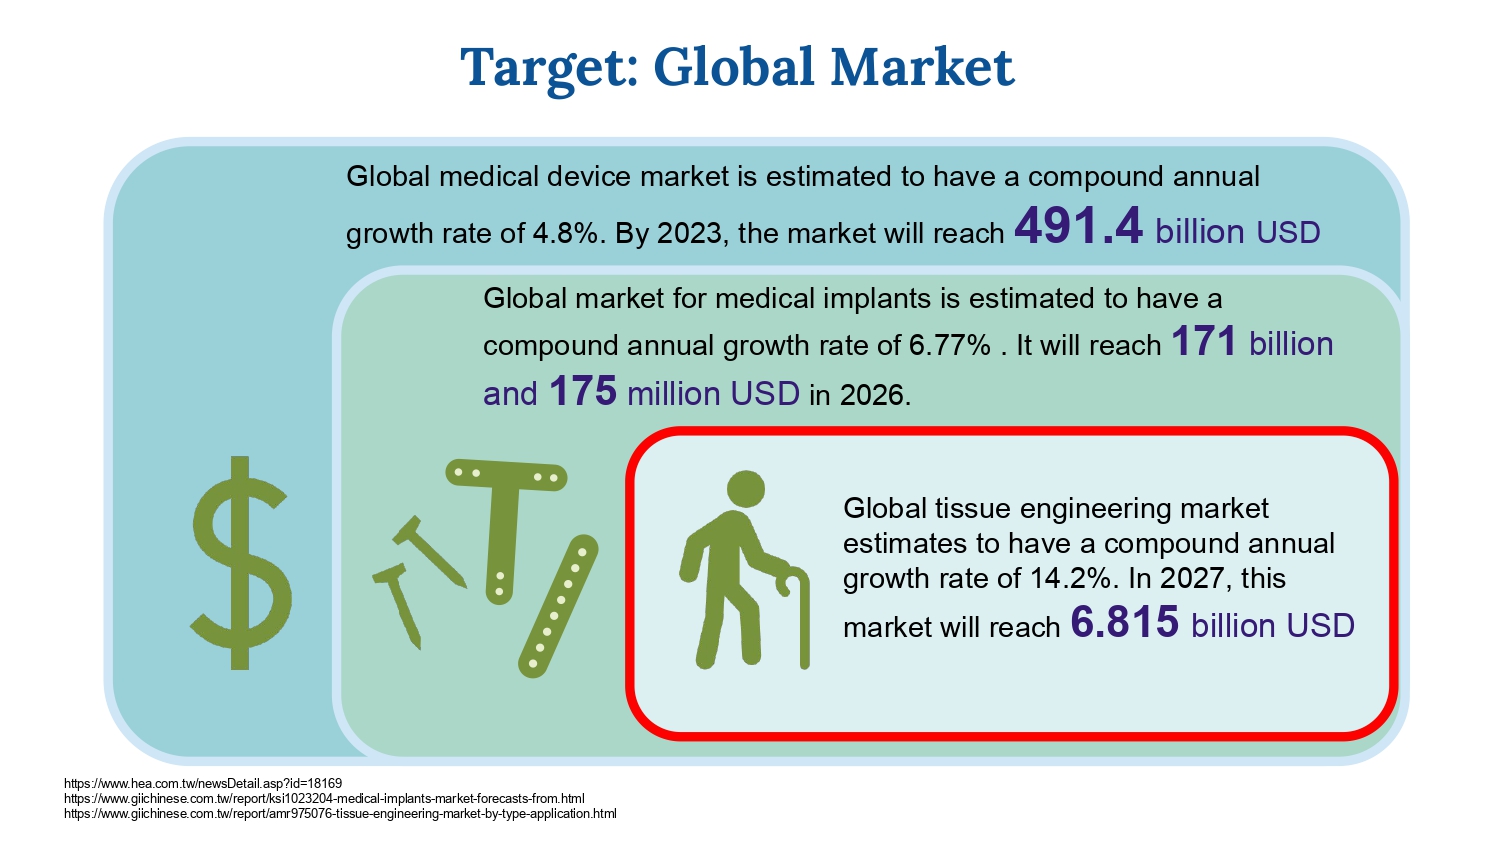 Target: Global Market
Global medical device market is estimated to have a compound annual
growth rate of 4.8%. By 2023, the market will reach 491.4 billion USD
Global market for medical implants is estimated to have a
compound annual growth rate of 6.77% . It will reach 171 billion
and 175 million USD in 2026.
Global tissue engineering market
estimates to have a compound annual
growth rate of 14.2%. In 2027, this
market will reach 6.815 billion USD
https://www.hea.com.tw/newsDetail.asp?id=18169
https://www.giichinese.com.tw/report/ksi1023204-medical-implants-market-forecasts-from.html
https://www.giichinese.com.tw/report/amr975076-tissue-engineering-market-by-type-application.html